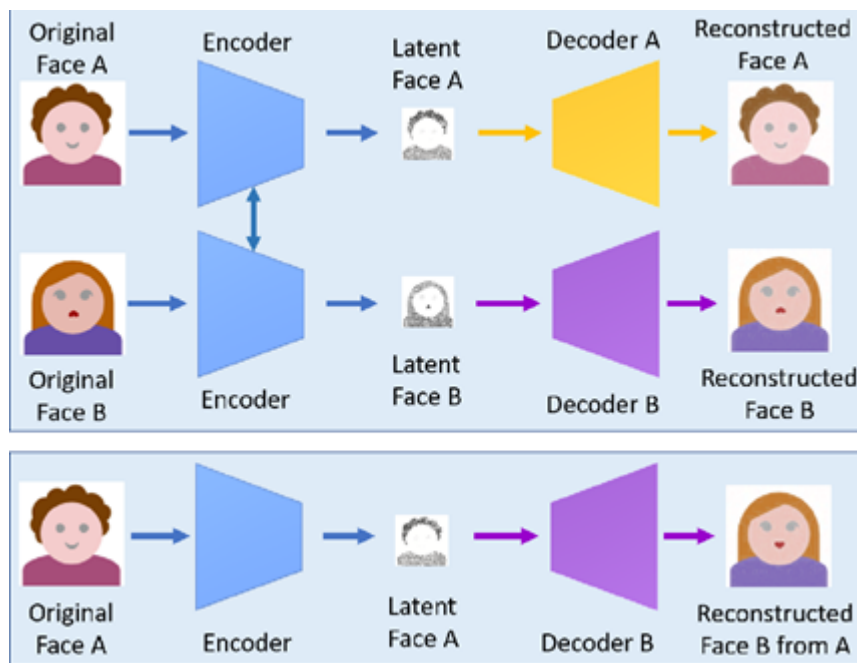 Original
Face A
Encoder
Latent
Face A
Decoder A
Reconstructed
Face A
Original
Face B
Encoder
Latent
Face B
Decoder B
Reconstructed
Face B
Original
Face A
Encoder
Latent
Face A
Decoder B
Reconstructed
Face B from A